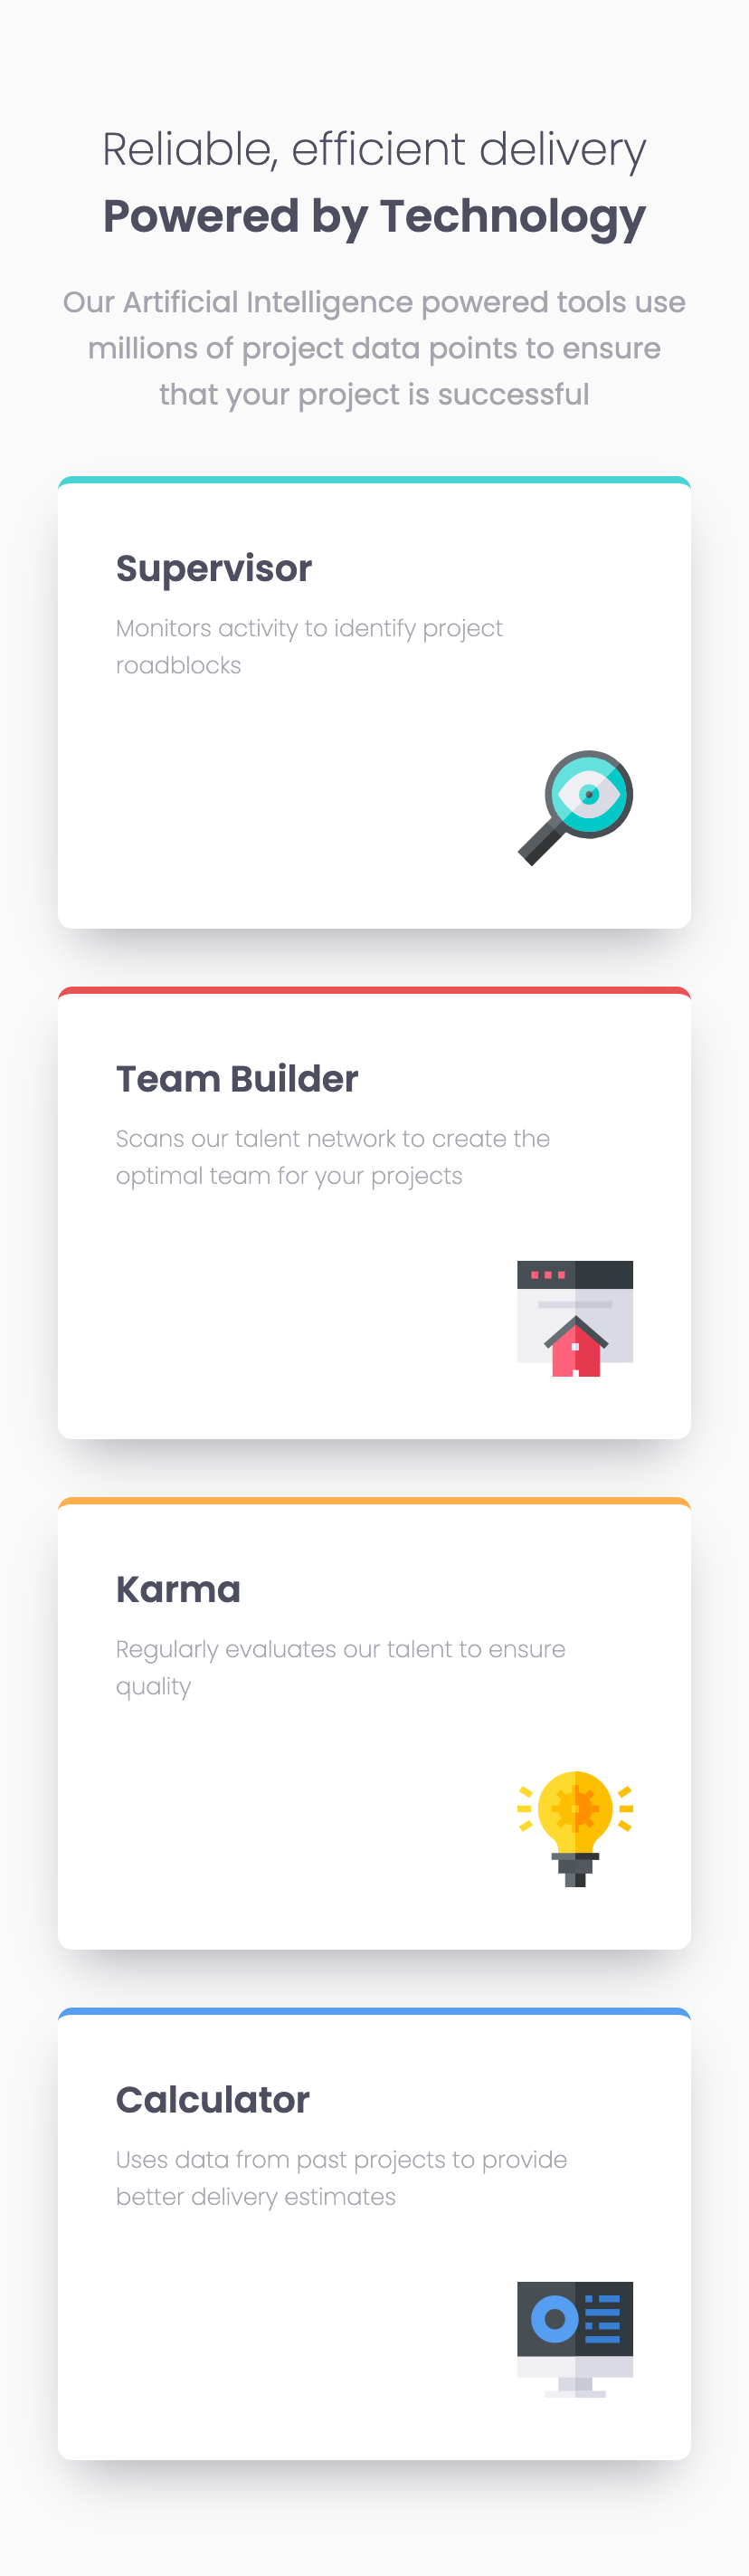 Reliable, efficient delivery
Powered by Technology
Our Artificial Intelligence powered tools use
millions of project data points to ensure
that your project is successful
Supervisor
Monitors activity to identify project
roadblocks
Team Builder
Scans our talent network to create the
optimal team for your projects
Karma
Regularly evaluates our talent to ensure
quality
Calculator
Uses data from past projects to provide
better delivery estimates